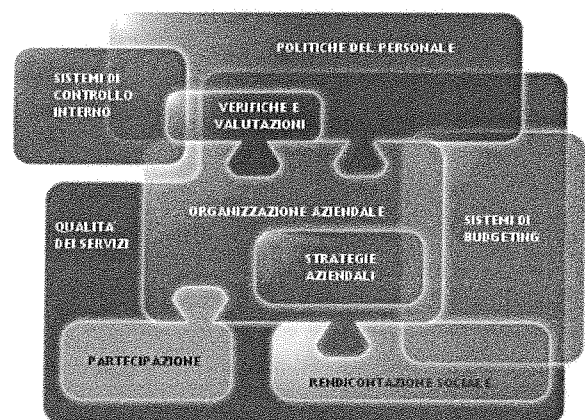 POLITICHE DEL PERSONALE
SISTEMI DI
CONTROLLO
INTERNO
VERIFICHE E
VALUTAZIONI
ORGANIZZAZIONE AZIENDALE
QUALITA'
DEI SERVIZI
SISTEMI DI
BUDGETING
STRATEGIE
AZIENDALI
PARTECIPAZIONE
RENDICONTAZIONE SOCIALE